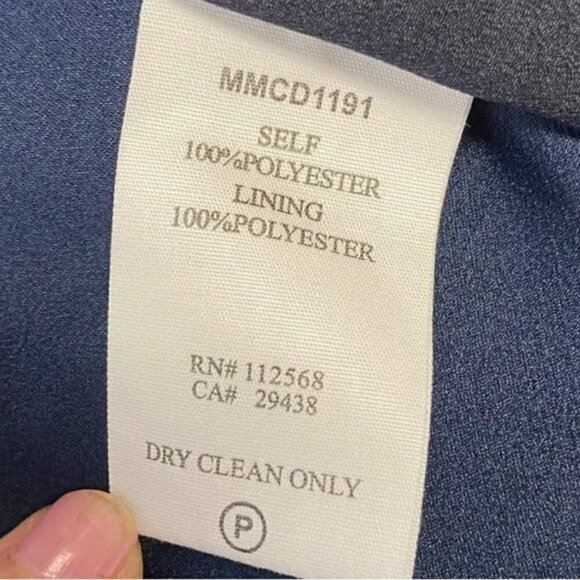 MMCD1191
SELF
100%POLYESTER
LINING
100%POLYESTER
RN# 112568
CA# 29438
DRY CLEAN ONLY
P